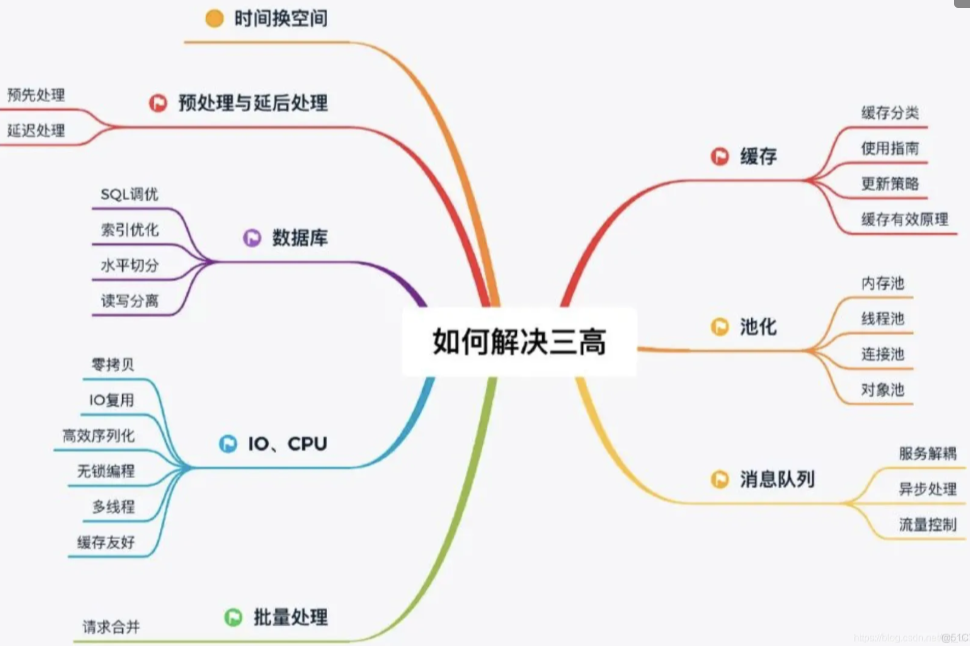 如何解决三高
时间换空间
预处理与延后处理
预先处理
延迟处理
数据库
SQL调优
索引优化
水平切分
读写分离
IO、CPU
零拷贝
IO复用
高效序列化
无锁编程
多线程
缓存友好
批量处理
请求合并
缓存
缓存分类
使用指南
更新策略
缓存有效原理
池化
内存池
线程池
连接池
对象池
消息队列
服务解耦
异步处理
流量控制